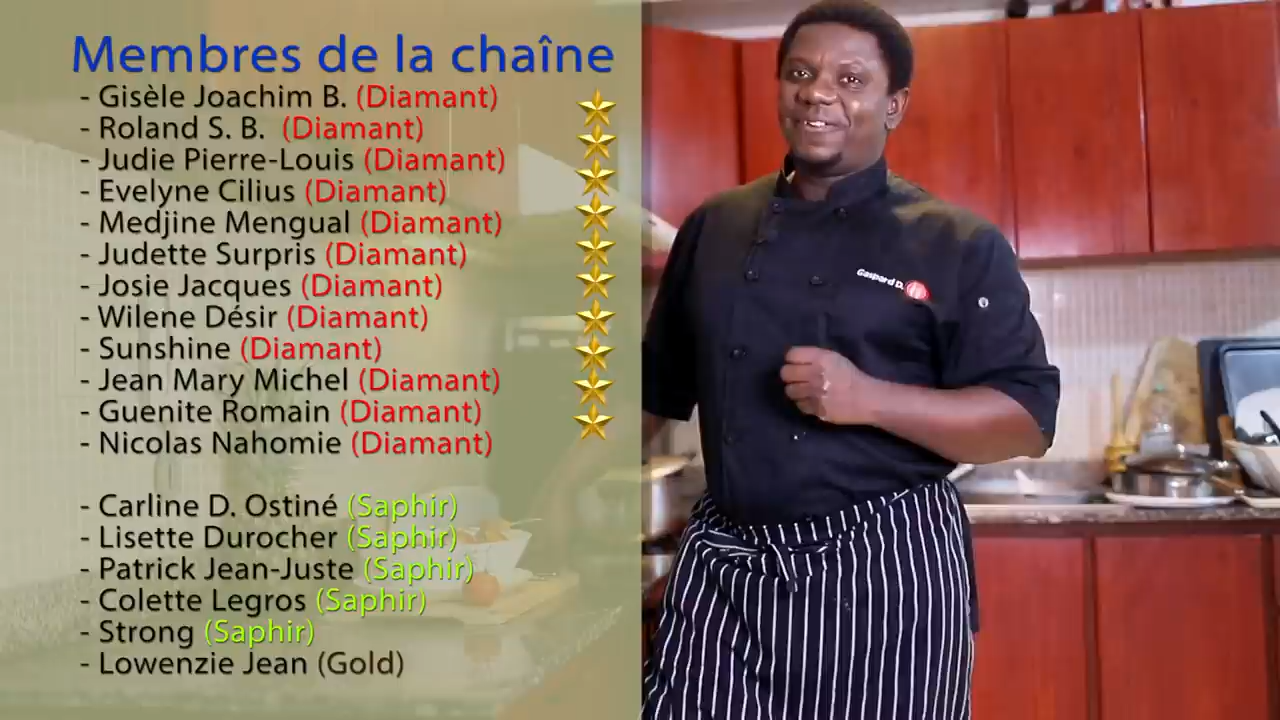 Membres de la chaîne
- Gisèle Joachim B. (Diamant)
- Roland S. B. (Diamant)
- Judie Pierre-Louis (Diamant)
- Evelyne Cilius (Diamant)
- Medjine Mengual (Diamant)
- Judette Surpris (Diamant)
- Josie Jacques (Diamant)
- Wilene Désir (Diamant)
- Sunshine (Diamant)
- Jean Mary Michel (Diamant)
- Guenite Romain (Diamant)
- Nicolas Nahomie (Diamant)
- Carline D. Ostiné (Saphir)
- Lisette Durocher (Saphir)
- Patrick Jean-Juste (Saphir)
- Colette Legros (Saphir)
- Strong (Saphir)
- Lowenzie Jean (Gold)
Gaspard D.